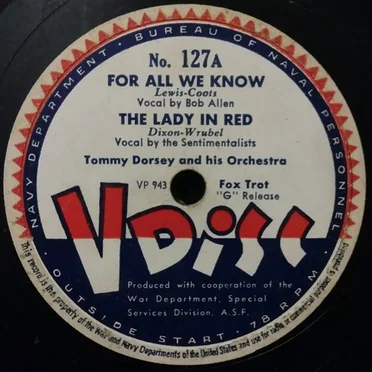 NAVY DEPARTMENT · BUREAU OF NAVAL PERSONNEL
No. 127A
FOR ALL WE KNOW
Lewis-Coots
Vocal by Bob Allen
THE LADY IN RED
Dixon-Wrubel
Vocal by the Sentimentalists
Tommy Dorsey and his Orchestra
VP 943
Fox Trot
"G" Release
V DISC
Produced with cooperation of the
War Department, Special
Services Division, A.S.F.
· OUTSIDE START · 78 RPM ·
This record is the property of the War and Navy Departments of the United States and use for radio or commercial purposes is prohibited